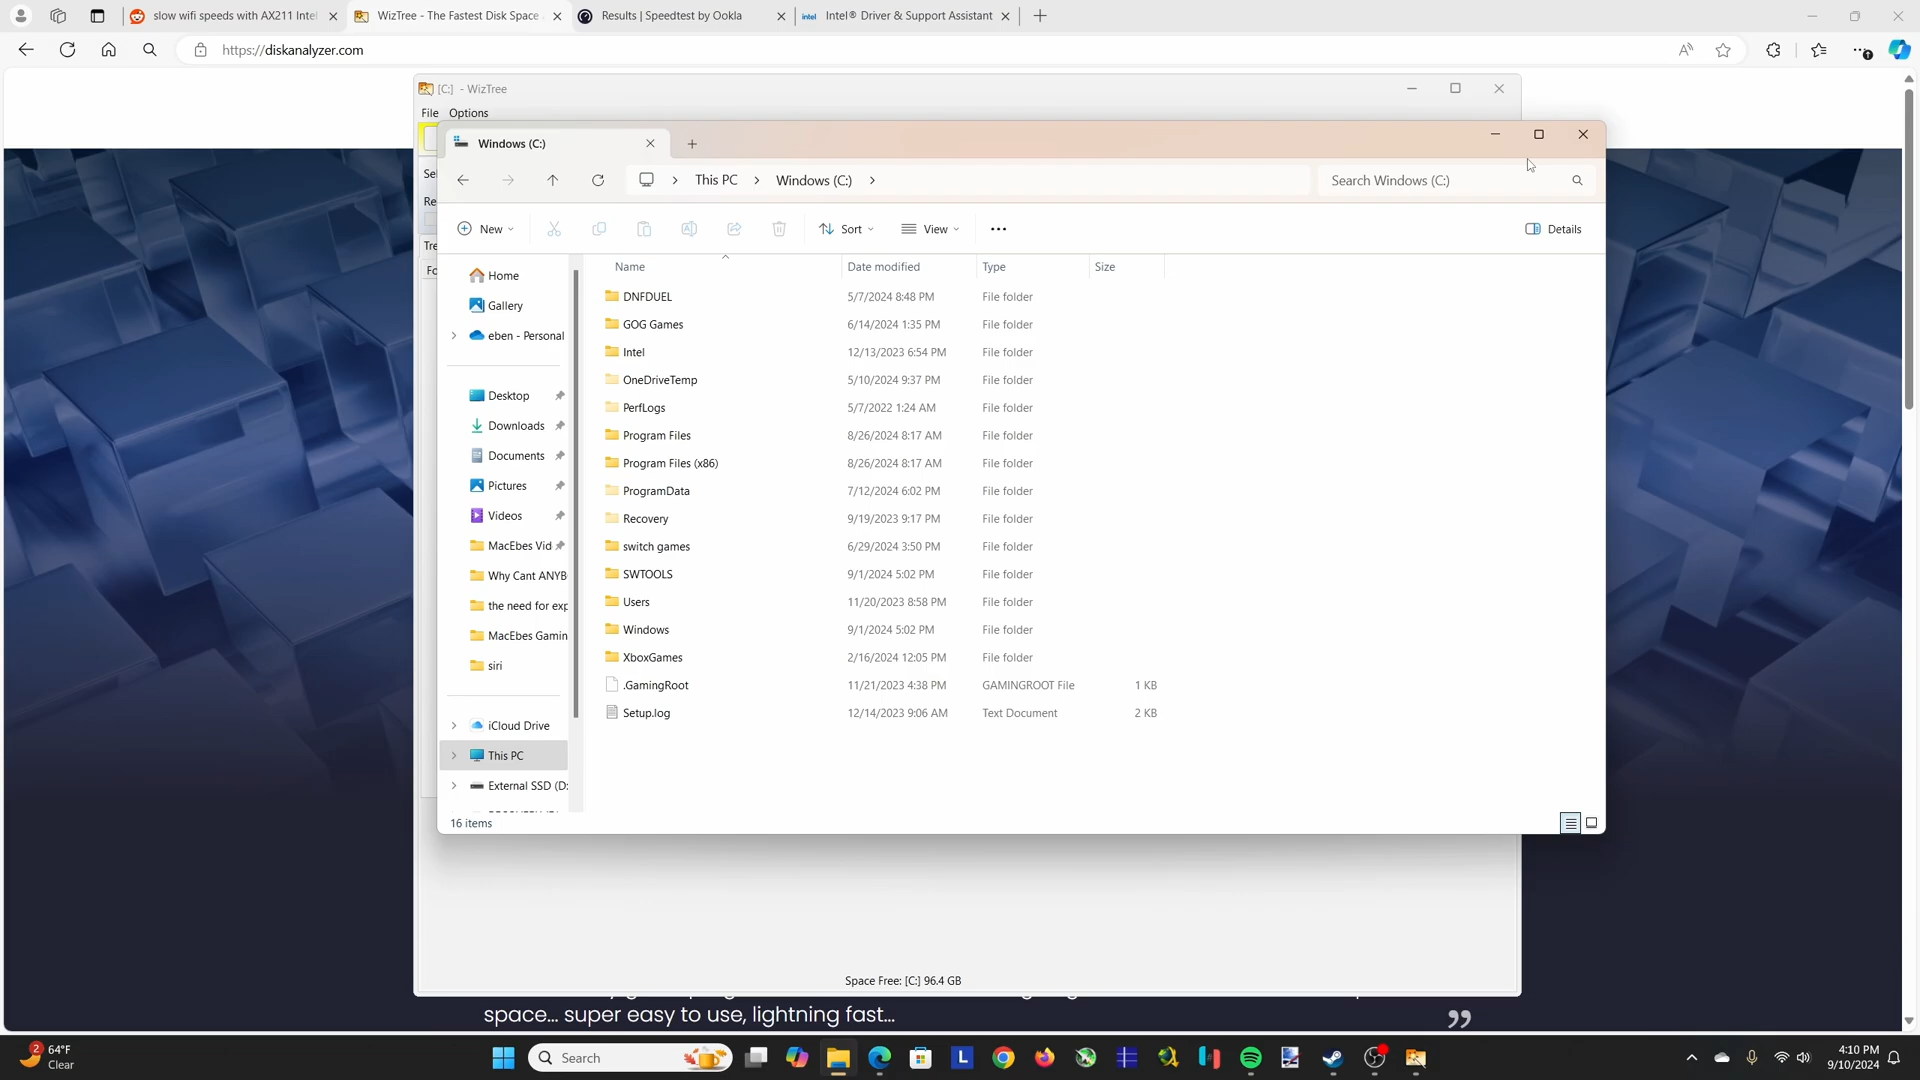 slow wifi speeds with AX211 Intel
WizTree - The Fastest Disk Space
Results | Speedtest by Ookla
intel Intel® Driver & Support Assistant
https://diskanalyzer.com
[C:] - WizTree
File Options
Windows (C:)
Sel
Re
Tre
Fo
This PC
Windows (C:)
Search Windows (C:)
New
Sort
View
Details
Name Date modified Type Size
Home
Gallery
eben - Personal
Desktop
Downloads
Documents
Pictures
Videos
MacEbes Vid
Why Cant ANYB
the need for exp
MacEbes Gamin
siri
iCloud Drive
This PC
External SSD (D:
DNFDUEL 5/7/2024 8:48 PM File folder
GOG Games 6/14/2024 1:35 PM File folder
Intel 12/13/2023 6:54 PM File folder
OneDriveTemp 5/10/2024 9:37 PM File folder
PerfLogs 5/7/2022 1:24 AM File folder
Program Files 8/26/2024 8:17 AM File folder
Program Files (x86) 8/26/2024 8:17 AM File folder
ProgramData 7/12/2024 6:02 PM File folder
Recovery 9/19/2023 9:17 PM File folder
switch games 6/29/2024 3:50 PM File folder
SWTOOLS 9/1/2024 5:02 PM File folder
Users 11/20/2023 8:58 PM File folder
Windows 9/1/2024 5:02 PM File folder
XboxGames 2/16/2024 12:05 PM File folder
.GamingRoot 11/21/2023 4:38 PM GAMINGROOT File 1 KB
Setup.log 12/14/2023 9:06 AM Text Document 2 KB
16 items
Space Free: [C:] 96.4 GB
space... super easy to use, lightning fast...
”
2
64°F
Clear
Search
L
4:10 PM
9/10/2024